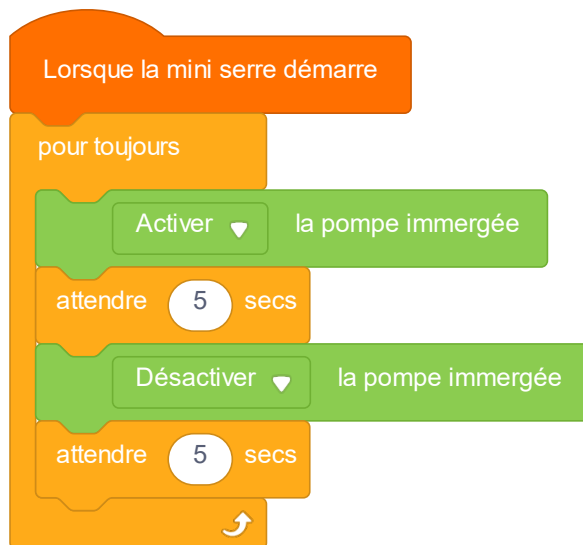 Lorsque la mini serre démarre
pour toujours
Activer la pompe immergée
attendre 5 secs
Désactiver la pompe immergée
attendre 5 secs